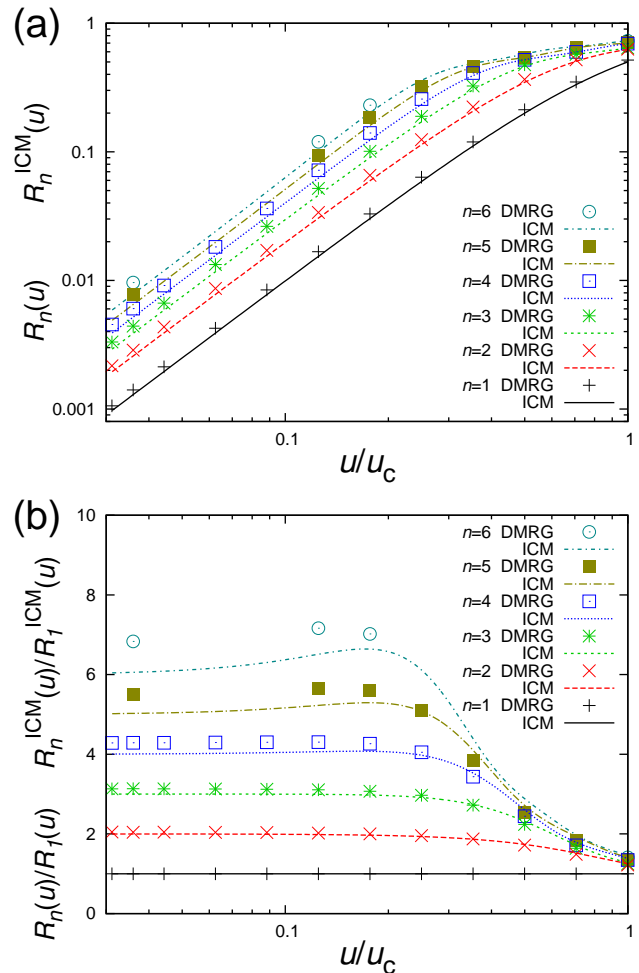 (a)
R_n^ICM(u)
R_n(u)
1
0.1
0.01
0.001
n=6 DMRG
ICM
n=5 DMRG
ICM
n=4 DMRG
ICM
n=3 DMRG
ICM
n=2 DMRG
ICM
n=1 DMRG
ICM
0.1 1
u/u_c
(b)
R_n^ICM(u)/R_1^ICM(u)
R_n(u)/R_1(u)
10
8
6
4
2
0
n=6 DMRG
ICM
n=5 DMRG
ICM
n=4 DMRG
ICM
n=3 DMRG
ICM
n=2 DMRG
ICM
n=1 DMRG
ICM
0.1 1
u/u_c